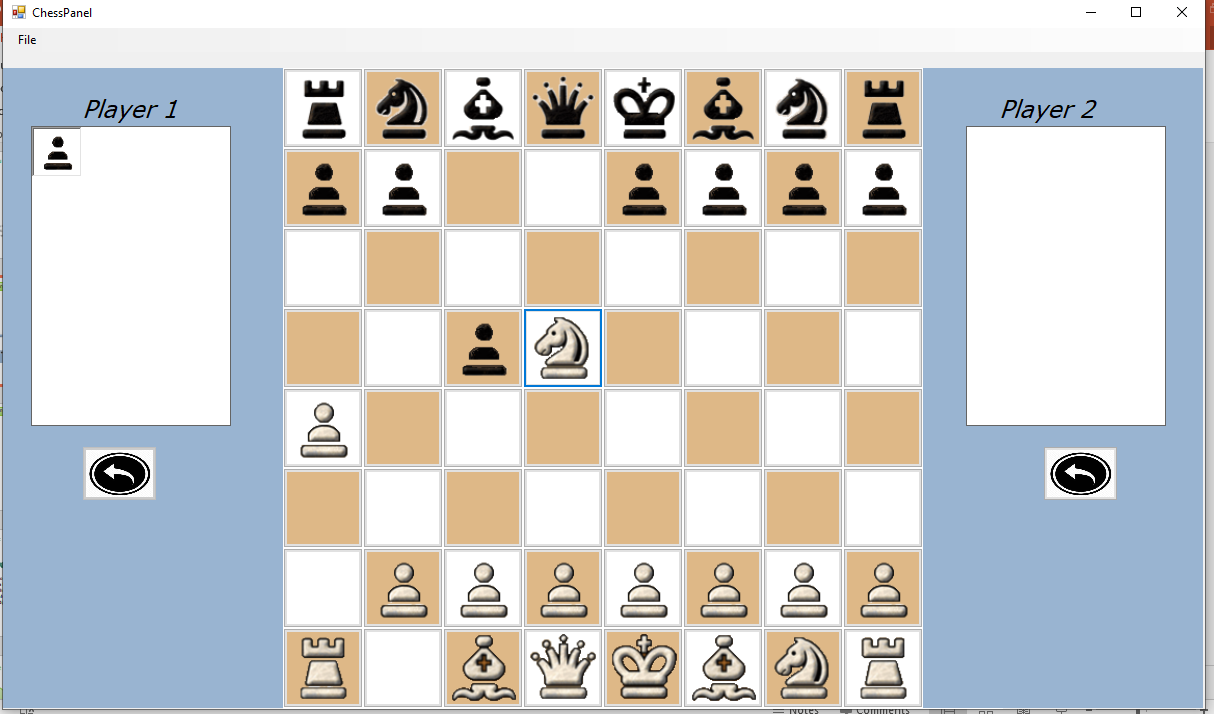 ChessPanel
File
Player 1
Player 2
Notes
Comments